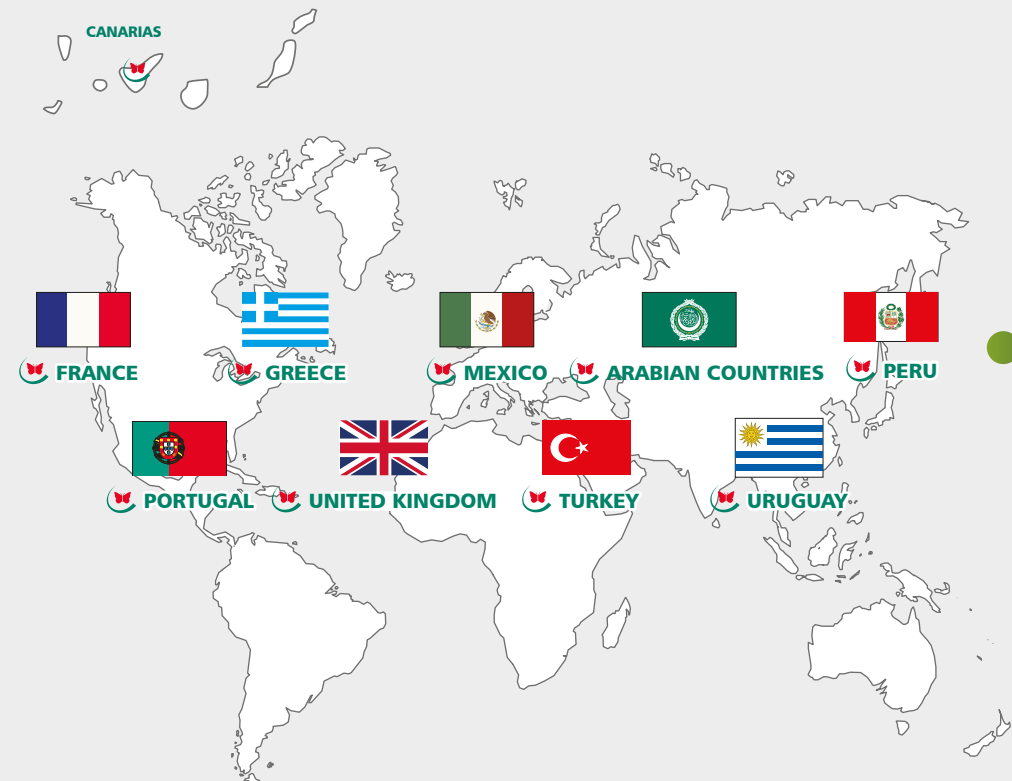 CANARIAS
FRANCE
GREECE
MEXICO
ARABIAN COUNTRIES
PERU
PORTUGAL
UNITED KINGDOM
TURKEY
URUGUAY